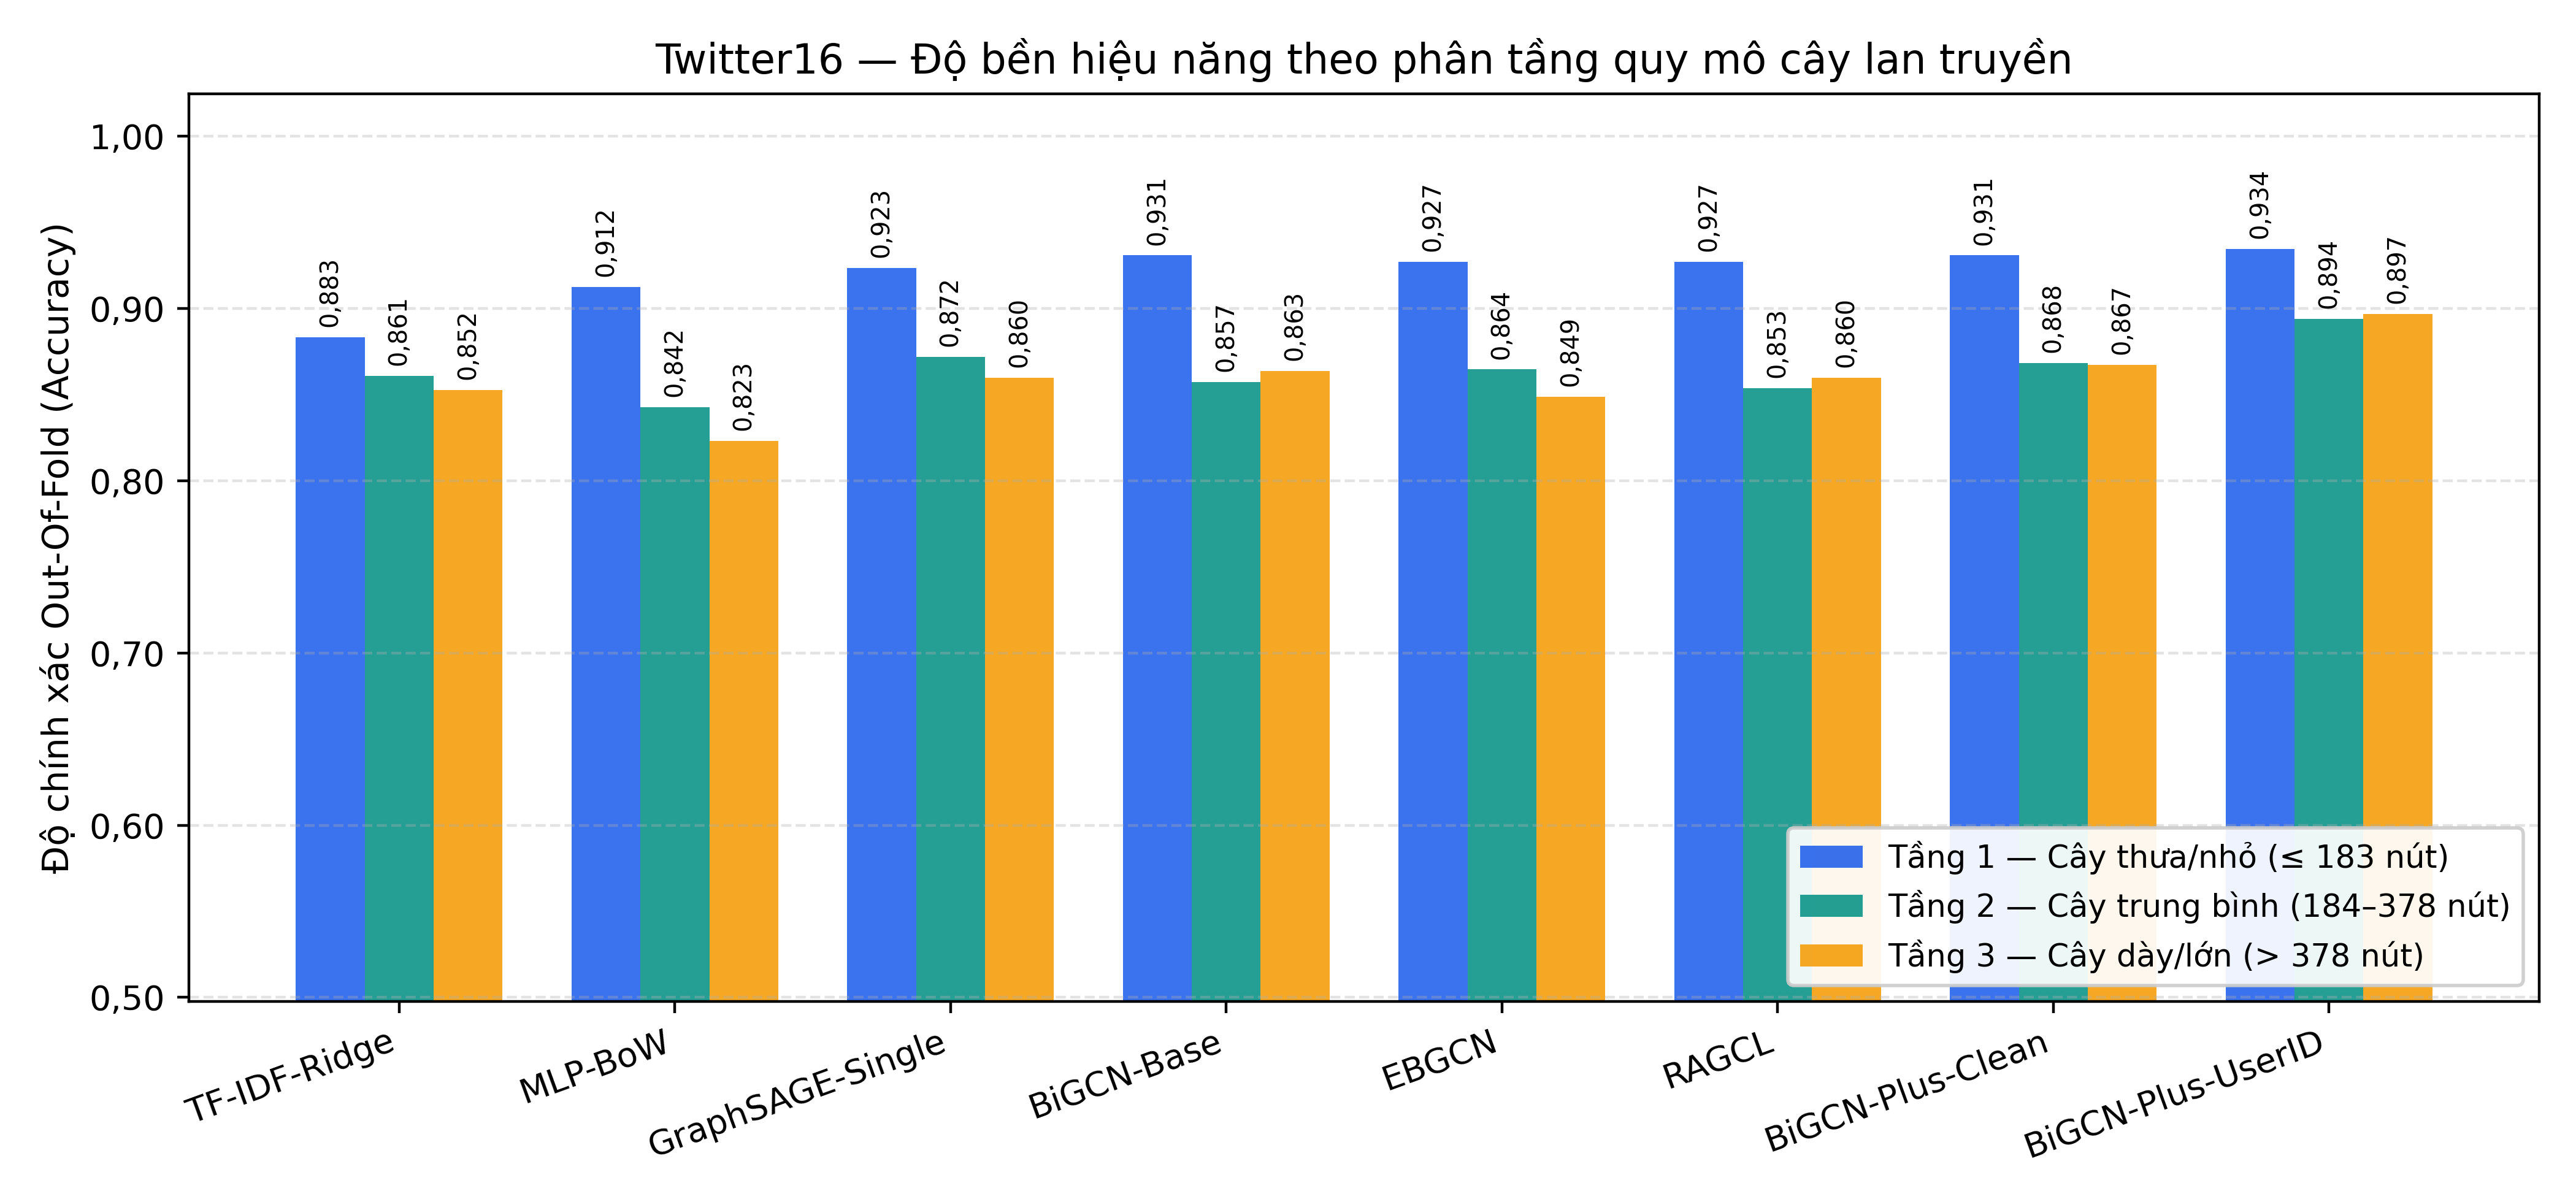 Twitter16 — Độ bền hiệu năng theo phân tầng quy mô cây lan truyền
Độ chính xác Out-Of-Fold (Accuracy)
1,00
0,90
0,80
0,70
0,60
0,50
0,883
0,861
0,852
0,912
0,842
0,823
0,923
0,872
0,860
0,931
0,857
0,863
0,927
0,864
0,849
0,927
0,853
0,860
0,931
0,868
0,867
0,934
0,894
0,897
Tầng 1 — Cây thưa/nhỏ (≤ 183 nút)
Tầng 2 — Cây trung bình (184–378 nút)
Tầng 3 — Cây dày/lớn (> 378 nút)
TF-IDF-Ridge
MLP-BoW
GraphSAGE-Single
BiGCN-Base
EBGCN
RAGCL
BiGCN-Plus-Clean
BiGCN-Plus-UserID